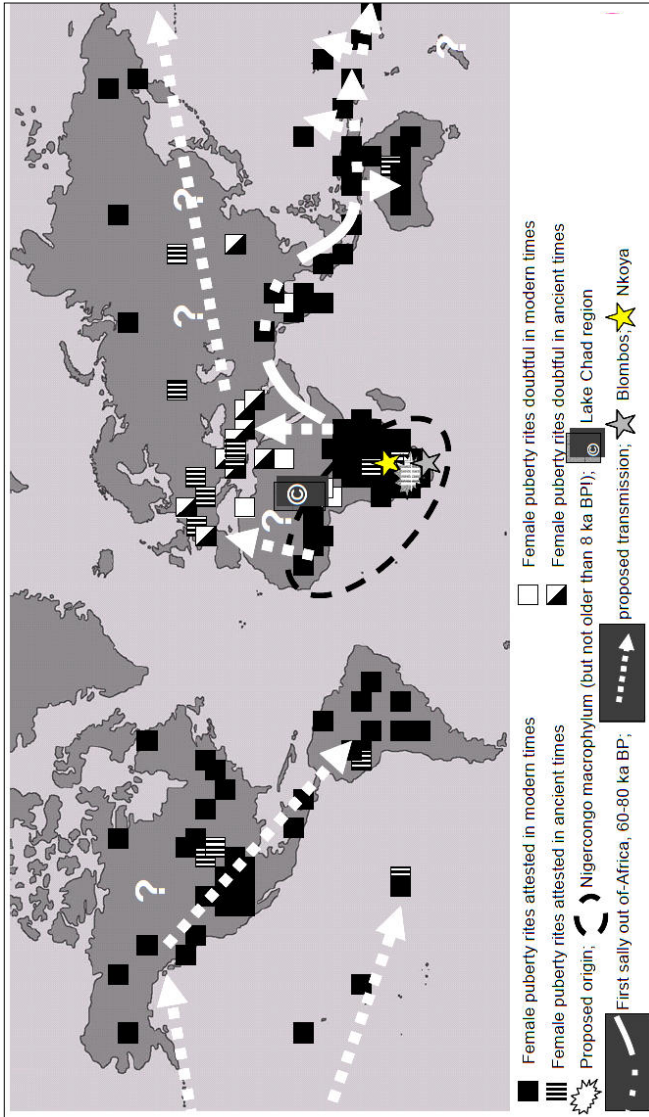 ? ? ? ? ? ?
©
Female puberty rites attested in modern times
Female puberty rites doubtful in modern times
Female puberty rites attested in ancient times
Female puberty rites doubtful in ancient times
Proposed origin; Nigercongo macrophylum (but not older than 8 ka BPI); © Lake Chad region
First sally out of-Africa, 60-80 ka BP; proposed transmission; Blombos; Nkoya